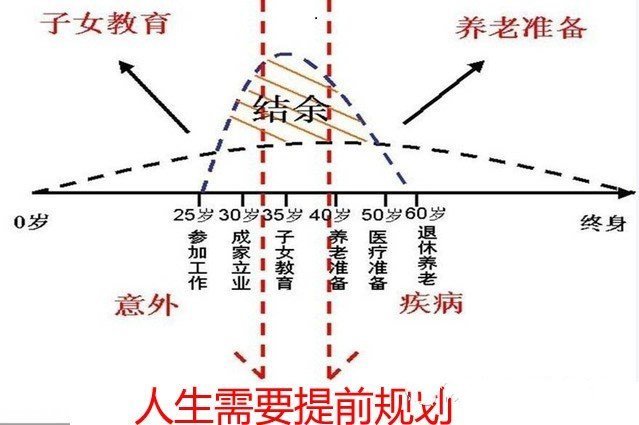 子女教育
养老准备
结余
0岁
25岁
30岁
35岁
40岁
50岁
60岁
终身
参加工作
成家立业
子女教育
养老准备
医疗准备
退休养老
意外
疾病
人生需要提前规划